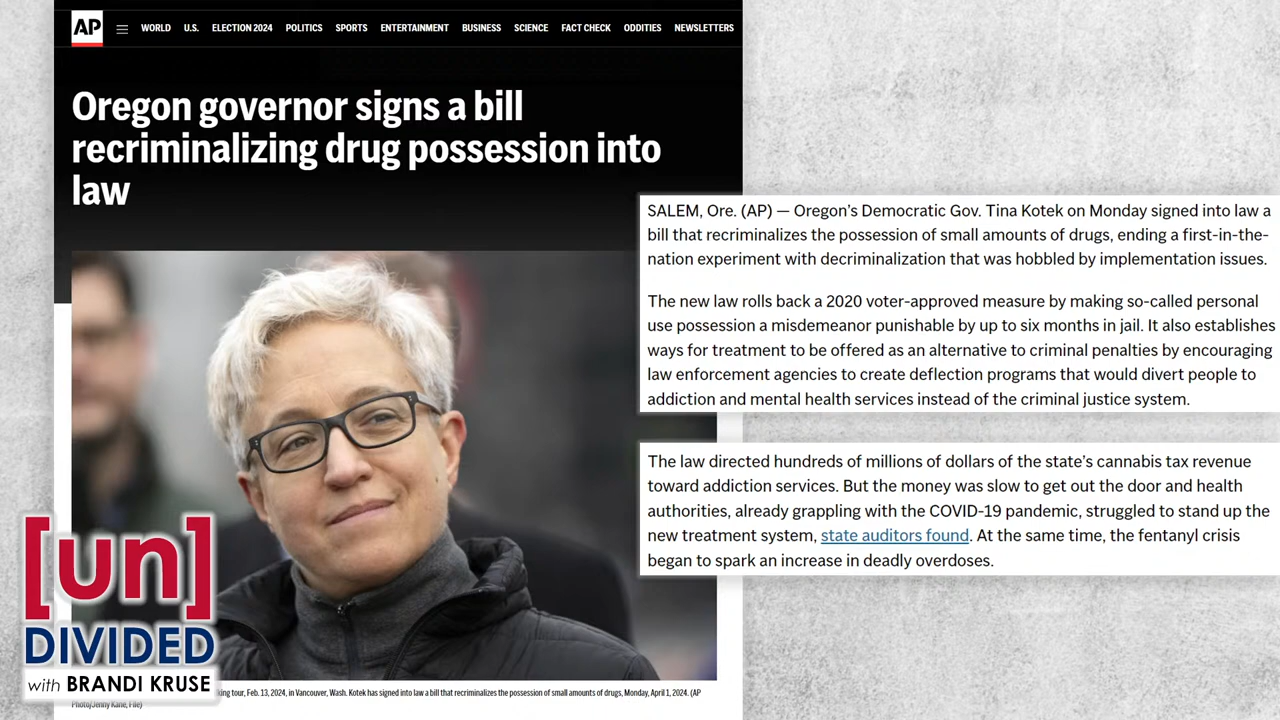 AP
WORLD U.S. ELECTION 2024 POLITICS SPORTS ENTERTAINMENT BUSINESS SCIENCE FACT CHECK ODDITIES NEWSLETTERS
Oregon governor signs a bill
recriminalizing drug possession into
law
SALEM, Ore. (AP) — Oregon's Democratic Gov. Tina Kotek on Monday signed into law a
bill that recriminalizes the possession of small amounts of drugs, ending a first-in-the-
nation experiment with decriminalization that was hobbled by implementation issues.
The new law rolls back a 2020 voter-approved measure by making so-called personal
use possession a misdemeanor punishable by up to six months in jail. It also establishes
ways for treatment to be offered as an alternative to criminal penalties by encouraging
law enforcement agencies to create deflection programs that would divert people to
addiction and mental health services instead of the criminal justice system.
The law directed hundreds of millions of dollars of the state's cannabis tax revenue
toward addiction services. But the money was slow to get out the door and health
authorities, already grappling with the COVID-19 pandemic, struggled to stand up the
new treatment system, state auditors found. At the same time, the fentanyl crisis
began to spark an increase in deadly overdoses.
[un]
DIVIDED
with BRANDI KRUSE
tour, Feb. 13, 2024, in Vancouver, Wash. Kotek has signed into law a bill that recriminalizes the possession of small amounts of drugs, Monday, April 1, 2024. (AP
Photo/Jenny Kane, File)